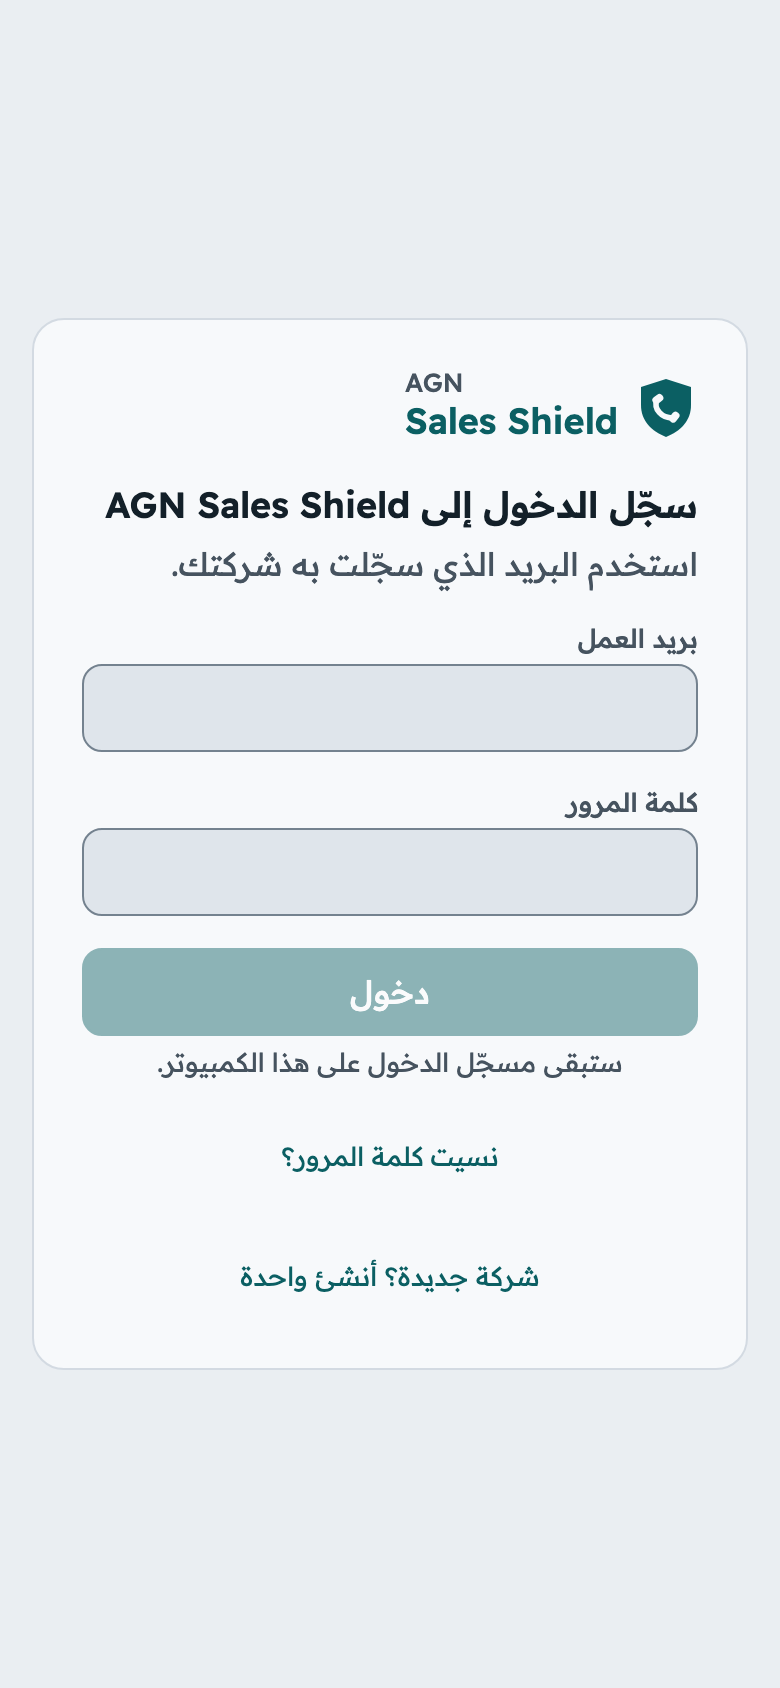 AGN
Sales Shield
سجّل الدخول إلى AGN Sales Shield
استخدم البريد الذي سجّلت به شركتك.
بريد العمل
كلمة المرور
دخول
ستبقى مسجّل الدخول على هذا الكمبيوتر.
نسيت كلمة المرور؟
شركة جديدة؟ أنشئ واحدة